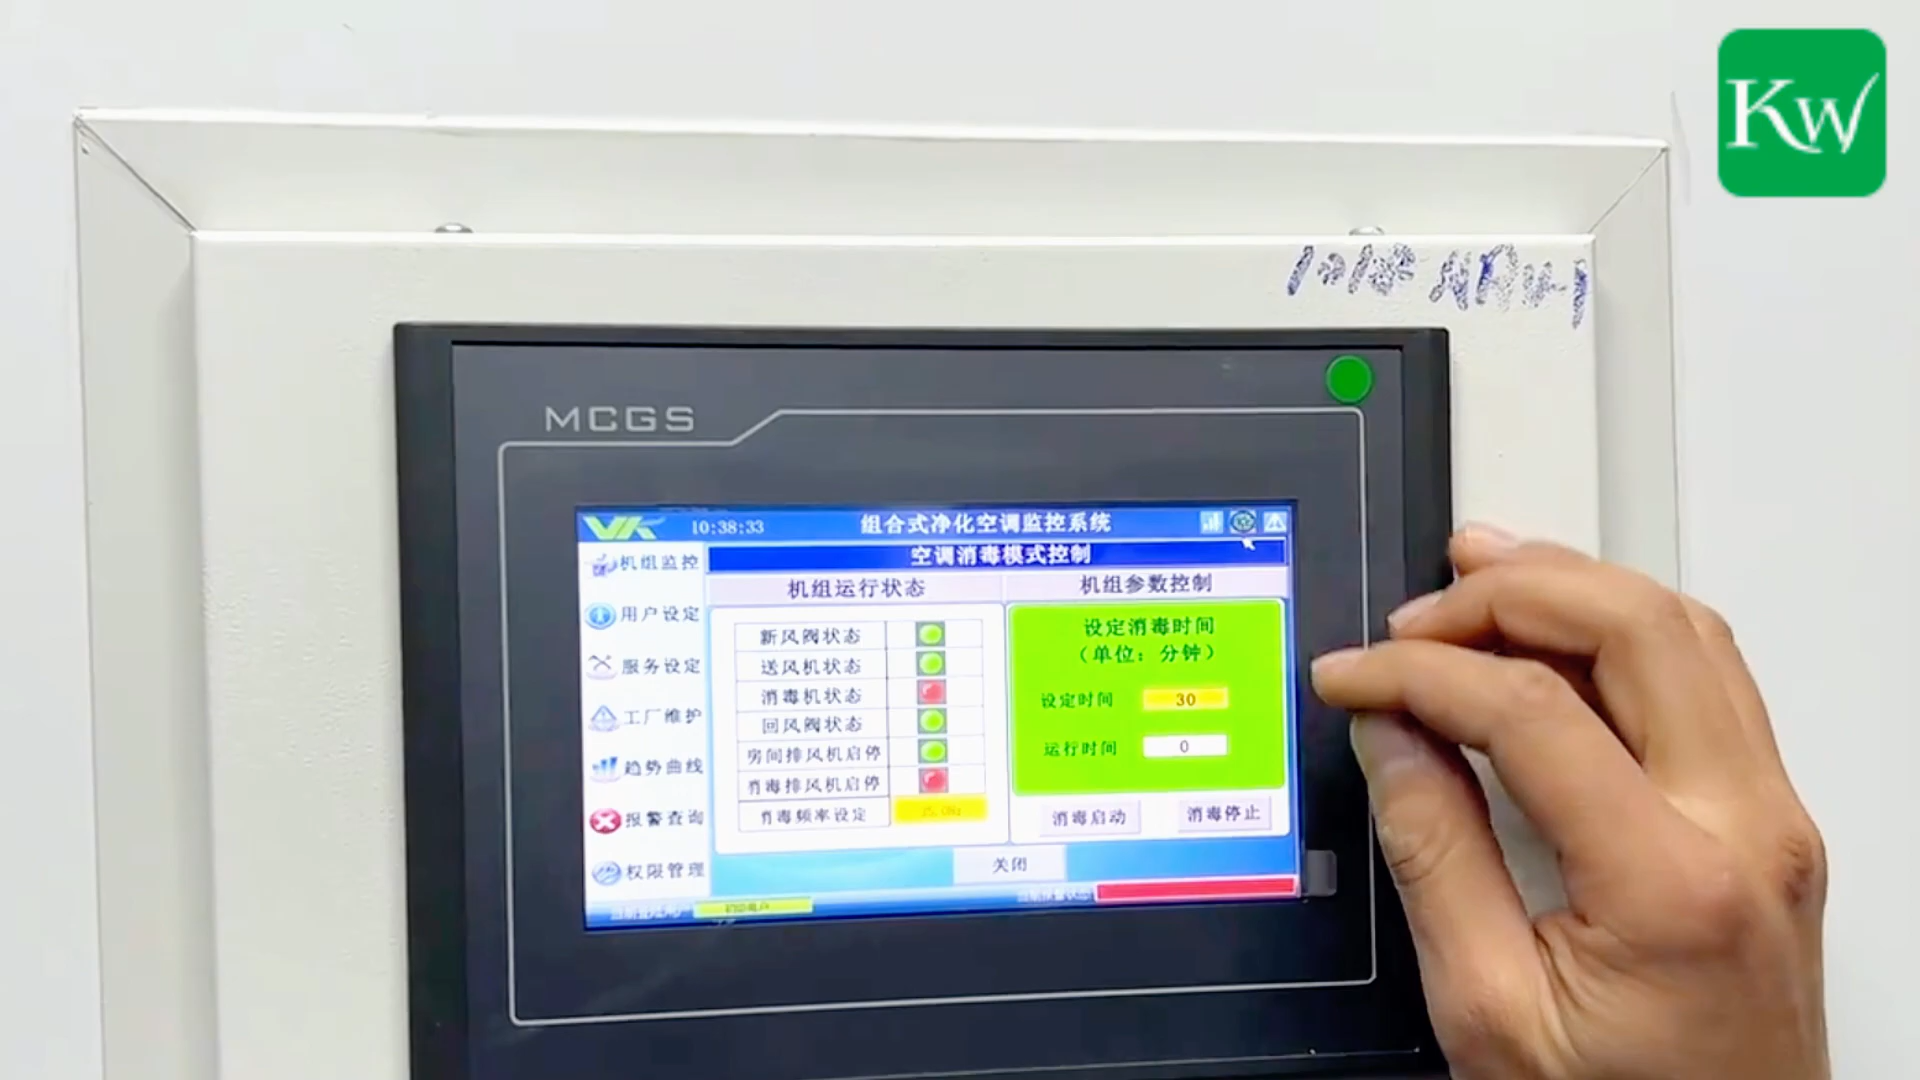 Kw
MCGS
10:38:33
组合式净化空调监控系统
空调消毒模式控制
机组监控
用户设定
服务设定
工厂维护
趋势曲线
报警查询
权限管理
机组运行状态
新风阀状态
送风机状态
消毒机状态
回风阀状态
房间排风机启停
消毒排风机启停
消毒频率设定
机组参数控制
设定消毒时间
（单位：分钟）
设定时间 30
运行时间 0
消毒启动 消毒停止
关闭